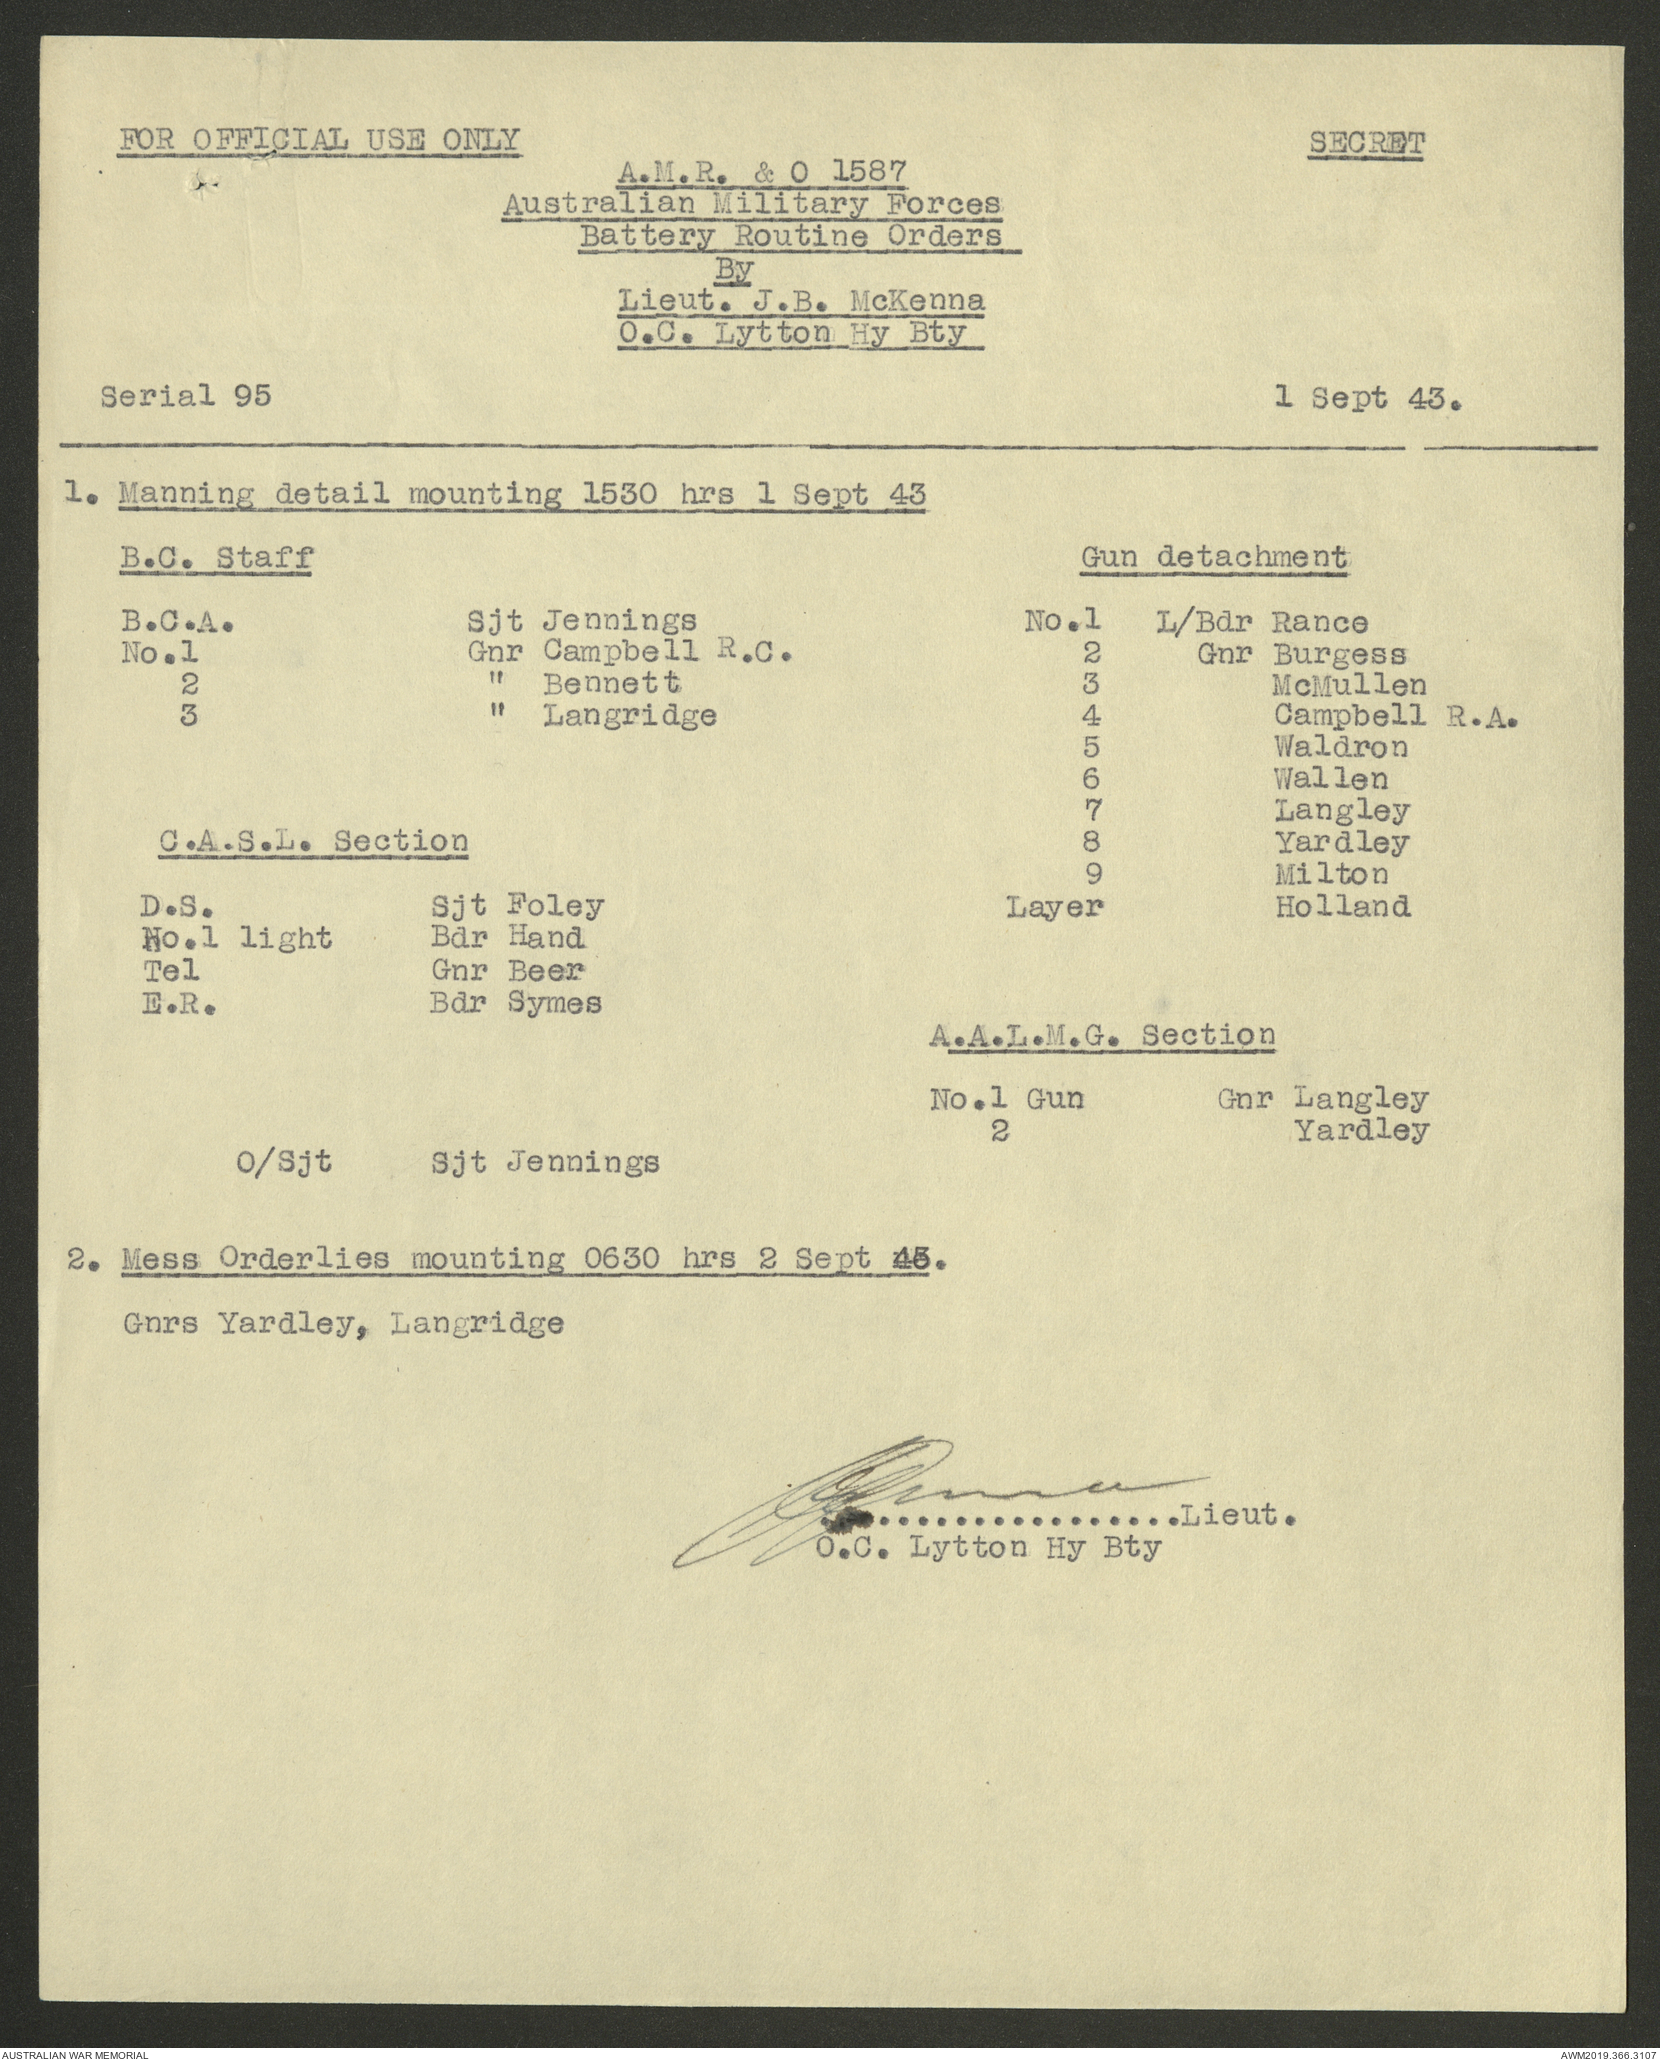 FOR OFFICIAL USE ONLY
SECRET
A.M.R. & O 1587
Australian Military Forces
Battery Routine Orders
By
Lieut. J.B. McKenna
O.C. Lytton Hy Bty
Serial 95
1 Sept 43.
1. Manning detail mounting 1530 hrs 1 Sept 43
B.C. Staff
B.C.A. Sjt Jennings
No.1 Gnr Campbell R.C.
2 " Bennett
3 " Langridge
Gun detachment
No.1 L/Bdr Rance
2 Gnr Burgess
3 McMullen
4 Campbell R.A.
5 Waldron
6 Wallen
7 Langley
8 Yardley
9 Milton
Layer Holland
C.A.S.L. Section
D.S. Sjt Foley
No.1 light Bdr Hand
Tel Gnr Beer
E.R. Bdr Symes
A.A.L.M.G. Section
No.1 Gun Gnr Langley
2 Yardley
O/Sjt Sjt Jennings
2. Mess Orderlies mounting 0630 hrs 2 Sept 43.
Gnrs Yardley, Langridge
..................Lieut.
O.C. Lytton Hy Bty
AUSTRALIAN WAR MEMORIAL
AWM2019.366.3107